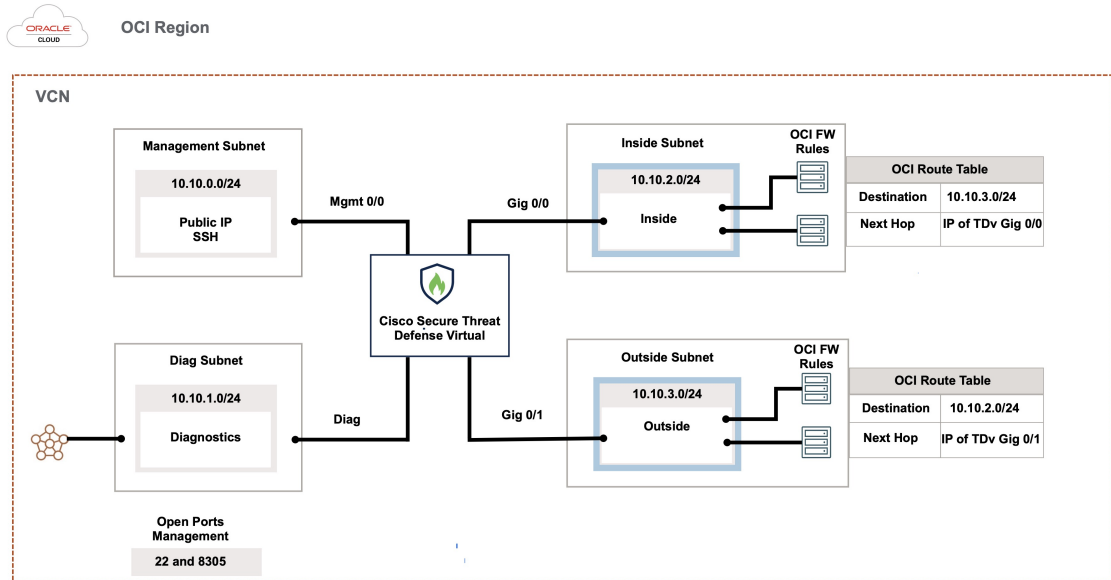 ORACLE
CLOUD
OCI Region
VCN
Management Subnet
10.10.0.0/24
Public IP
SSH
Mgmt 0/0
Gig 0/0
Inside Subnet
10.10.2.0/24
Inside
OCI FW
Rules
OCI Route Table
Destination 10.10.3.0/24
Next Hop IP of TDv Gig 0/0
Cisco Secure Threat
Defense Virtual
Diag Subnet
10.10.1.0/24
Diagnostics
Diag
Gig 0/1
Outside Subnet
10.10.3.0/24
Outside
OCI FW
Rules
OCI Route Table
Destination 10.10.2.0/24
Next Hop IP of TDv Gig 0/1
Open Ports
Management
22 and 8305